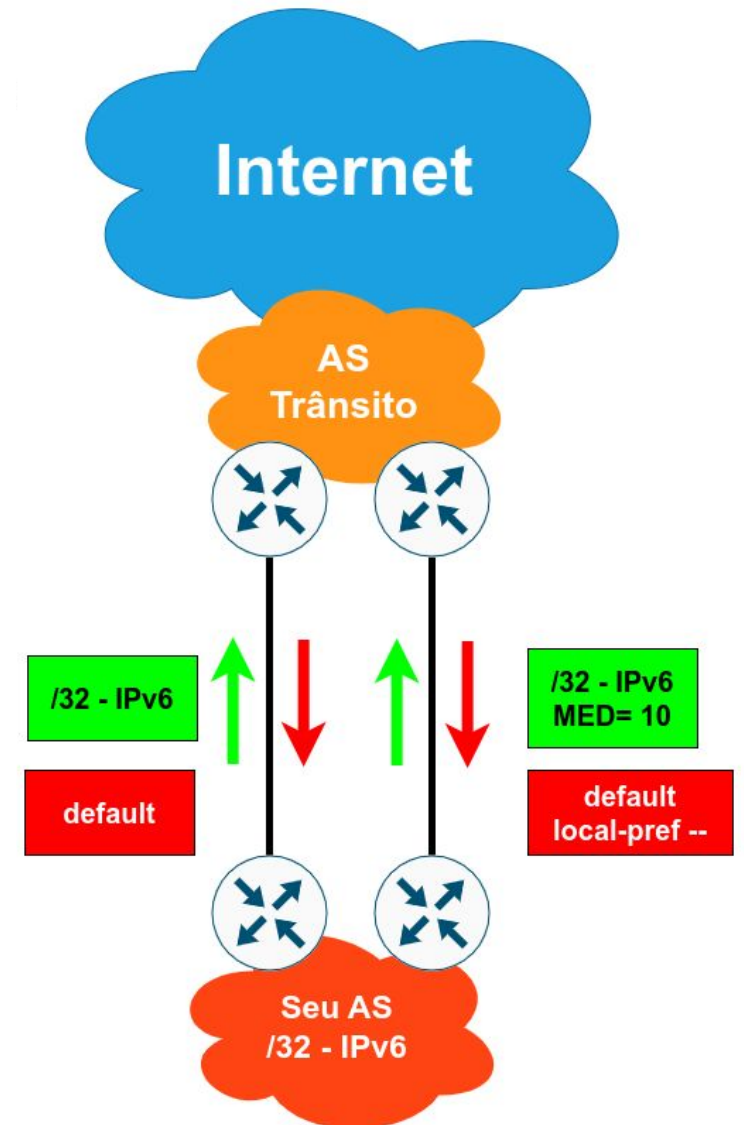 Internet
AS
Trânsito
/32 - IPv6
default
/32 - IPv6
MED= 10
default
local-pref --
Seu AS
/32 - IPv6